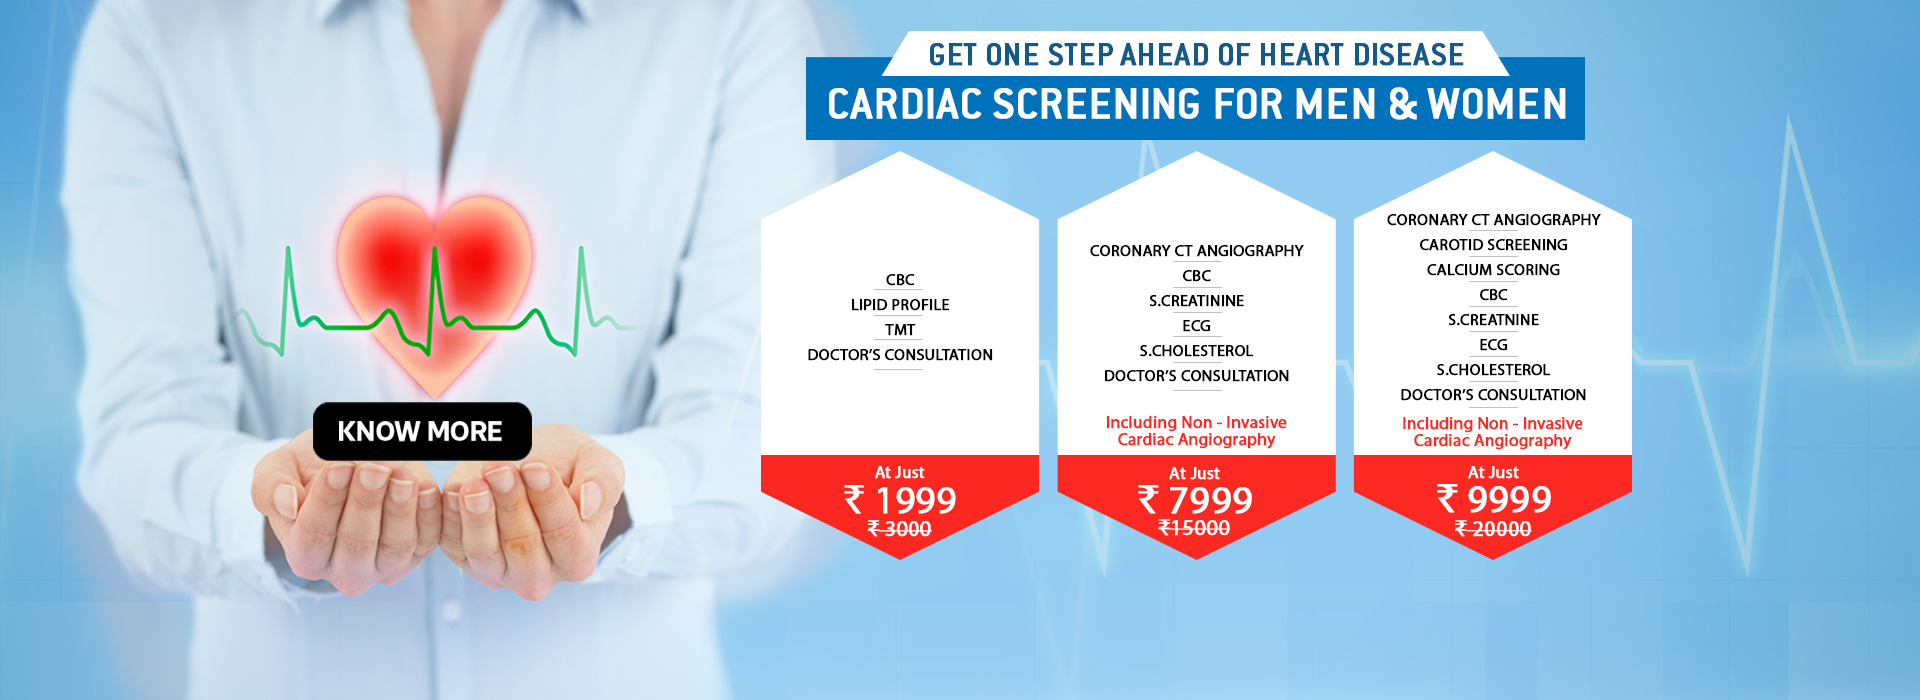 GET ONE STEP AHEAD OF HEART DISEASE
CARDIAC SCREENING FOR MEN & WOMEN
KNOW MORE
CBC
LIPID PROFILE
TMT
DOCTOR'S CONSULTATION
At Just
₹ 1999
₹ 3000
CORONARY CT ANGIOGRAPHY
CBC
S.CREATININE
ECG
S.CHOLESTEROL
DOCTOR'S CONSULTATION
Including Non - Invasive
Cardiac Angiography
At Just
₹ 7999
₹15000
CORONARY CT ANGIOGRAPHY
CAROTID SCREENING
CALCIUM SCORING
CBC
S.CREATNINE
ECG
S.CHOLESTEROL
DOCTOR'S CONSULTATION
Including Non - Invasive
Cardiac Angiography
At Just
₹ 9999
₹ 20000